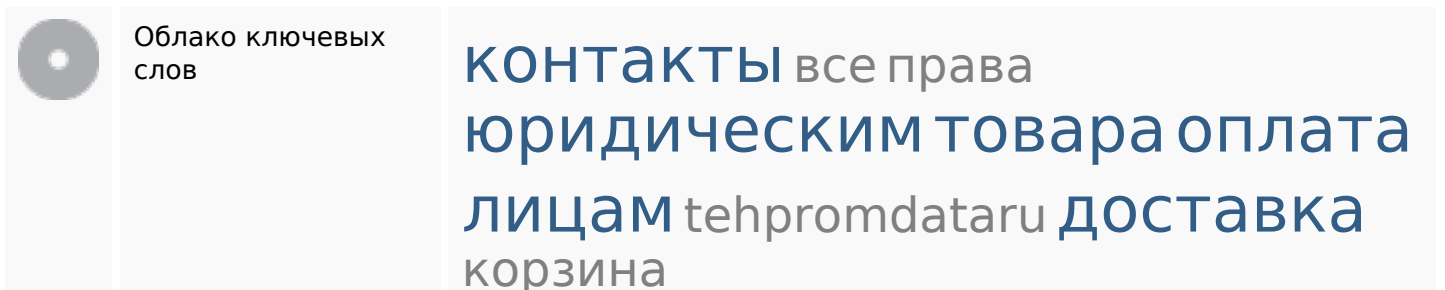 Облако ключевых
слов
контакты все права
юридическим товара оплата
лицам tehpromdataru доставка
корзина